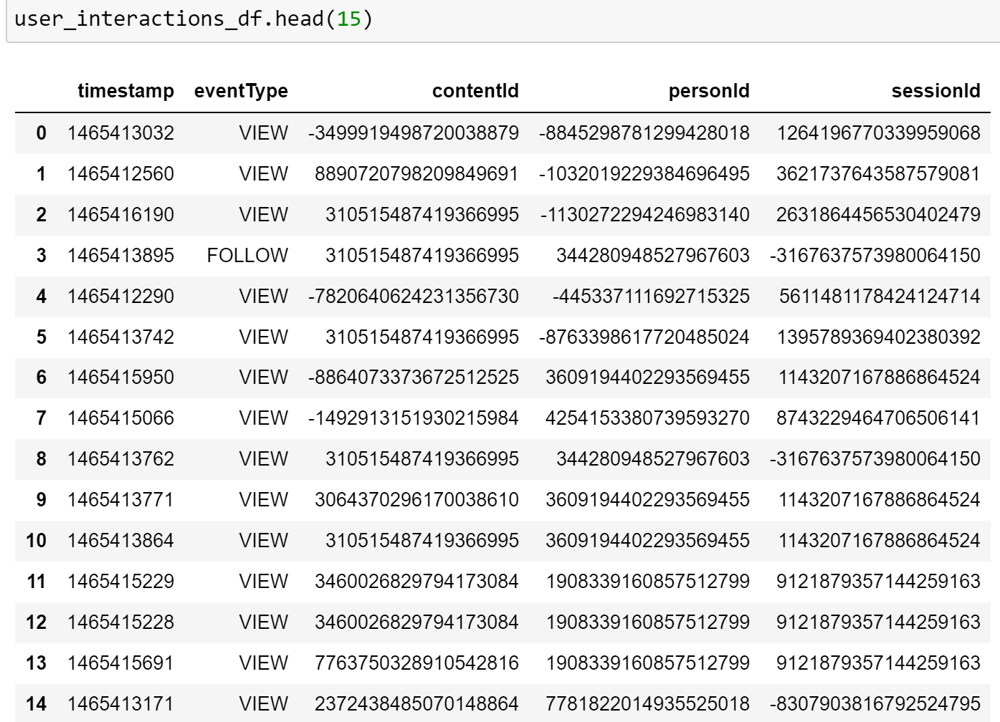 user_interactions_df.head(15)
timestamp eventType contentId personId sessionId
0 1465413032 VIEW -3499919498720038879 -8845298781299428018 1264196770339959068
1 1465412560 VIEW 8890720798209849691 -1032019229384696495 3621737643587579081
2 1465416190 VIEW 310515487419366995 -1130272294246983140 2631864456530402479
3 1465413895 FOLLOW 310515487419366995 344280948527967603 -3167637573980064150
4 1465412290 VIEW -7820640624231356730 -445337111692715325 5611481178424124714
5 1465413742 VIEW 310515487419366995 -8763398617720485024 1395789369402380392
6 1465415950 VIEW -8864073373672512525 3609194402293569455 1143207167886864524
7 1465415066 VIEW -1492913151930215984 4254153380739593270 8743229464706506141
8 1465413762 VIEW 310515487419366995 344280948527967603 -3167637573980064150
9 1465413771 VIEW 3064370296170038610 3609194402293569455 1143207167886864524
10 1465413864 VIEW 310515487419366995 3609194402293569455 1143207167886864524
11 1465415229 VIEW 3460026829794173084 1908339160857512799 9121879357144259163
12 1465415228 VIEW 3460026829794173084 1908339160857512799 9121879357144259163
13 1465415691 VIEW 7763750328910542816 1908339160857512799 9121879357144259163
14 1465413171 VIEW 2372438485070148864 7781822014935525018 -8307903816792524795